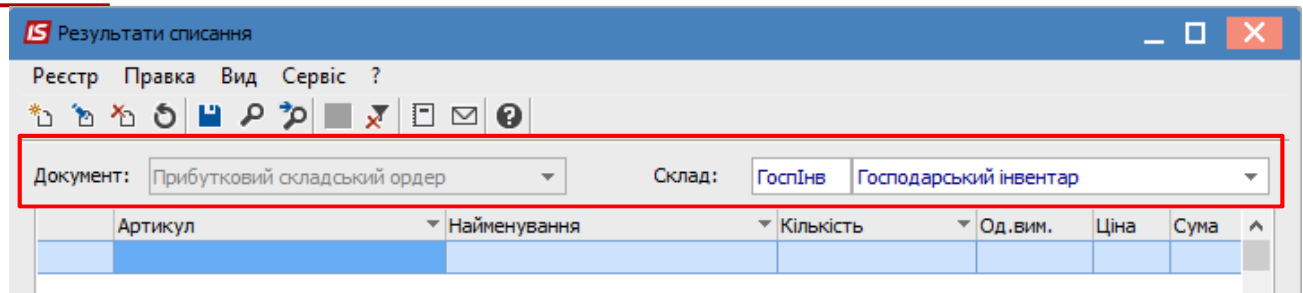 IS Результати списання
Реєстр Правка Вид Сервіс ?
Документ: Прибутковий складський ордер Склад: ГоспІнв Господарський інвентар
Артикул Найменування Кількість Од.вим. Ціна Сума